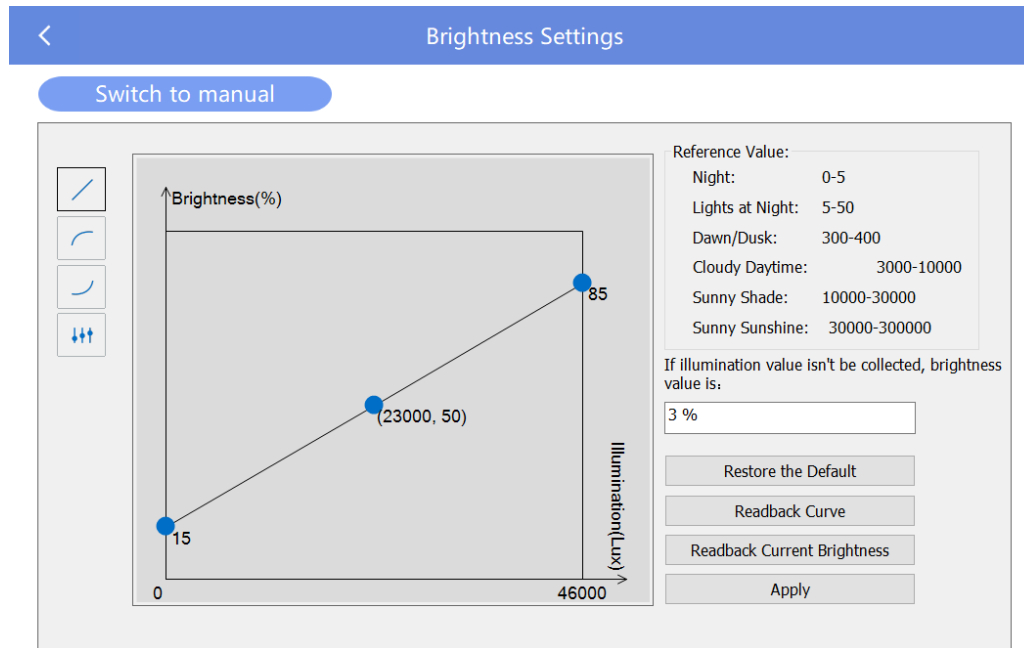 Brightness Settings
Switch to manual
Brightness(%)
85
(23000, 50)
15
Illumination(Lux)
0
46000
Reference Value:
Night: 0-5
Lights at Night: 5-50
Dawn/Dusk: 300-400
Cloudy Daytime: 3000-10000
Sunny Shade: 10000-30000
Sunny Sunshine: 30000-300000
If illumination value isn't be collected, brightness
value is:
3 %
Restore the Default
Readback Curve
Readback Current Brightness
Apply